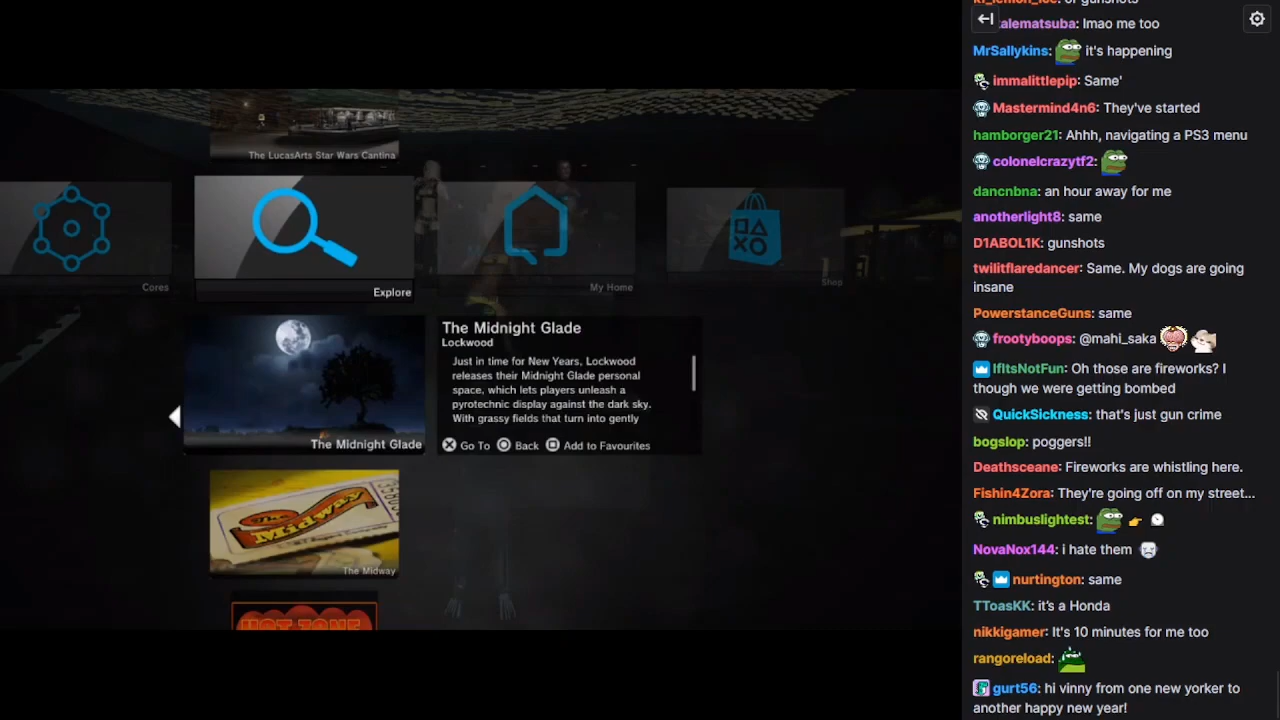 The LucasArts Star Wars Cantina
Cores
Explore
My Home
Shop
The Midnight Glade
The Midnight Glade
Lockwood
Just in time for New Years, Lockwood
releases their Midnight Glade personal
space, which lets players unleash a
pyrotechnic display against the dark sky.
With grassy fields that turn into gently
Go To Back Add to Favourites
The Midway
The Midway
HOT ZONE
alematsuba: lmao me too
MrSallykins: it's happening
immalittlepip: Same'
Mastermind4n6: They've started
hamborger21: Ahhh, navigating a PS3 menu
colonelcrazytf2:
dancnbna: an hour away for me
anotherlight8: same
D1ABOL1K: gunshots
twilitflaredancer: Same. My dogs are going
insane
PowerstanceGuns: same
frootyboops: @mahi_saka
IfItsNotFun: Oh those are fireworks? I
though we were getting bombed
QuickSickness: that's just gun crime
bogslop: poggers!!
Deathsceane: Fireworks are whistling here.
Fishin4Zora: They're going off on my street...
nimbuslightest:
NovaNox144: i hate them
nurtington: same
TToasKK: it's a Honda
nikkigamer: It's 10 minutes for me too
rangoreload:
gurt56: hi vinny from one new yorker to
another happy new year!